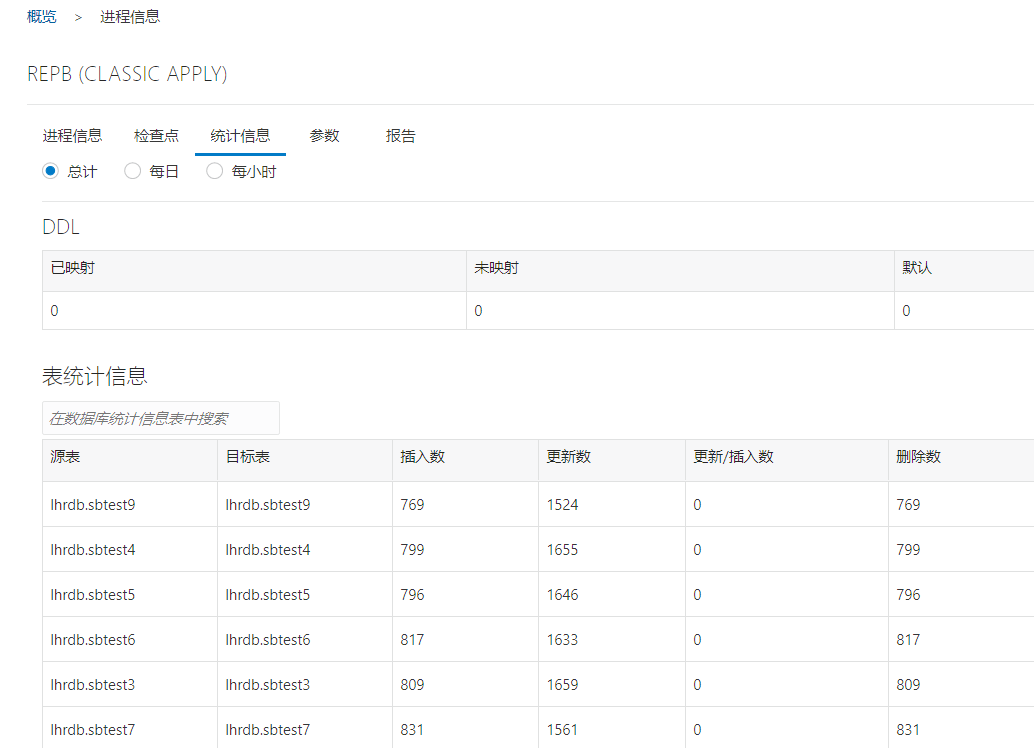 概览 > 进程信息
REPB (CLASSIC APPLY)
进程信息 检查点 统计信息 参数 报告
总计 每日 每小时
DDL
已映射 未映射 默认
0 0 0
表统计信息
在数据库统计信息表中搜索
源表 目标表 插入数 更新数 更新/插入数 删除数
lhrdb.sbtest9 lhrdb.sbtest9 769 1524 0 769
lhrdb.sbtest4 lhrdb.sbtest4 799 1655 0 799
lhrdb.sbtest5 lhrdb.sbtest5 796 1646 0 796
lhrdb.sbtest6 lhrdb.sbtest6 817 1633 0 817
lhrdb.sbtest3 lhrdb.sbtest3 809 1659 0 809
lhrdb.sbtest7 lhrdb.sbtest7 831 1561 0 831